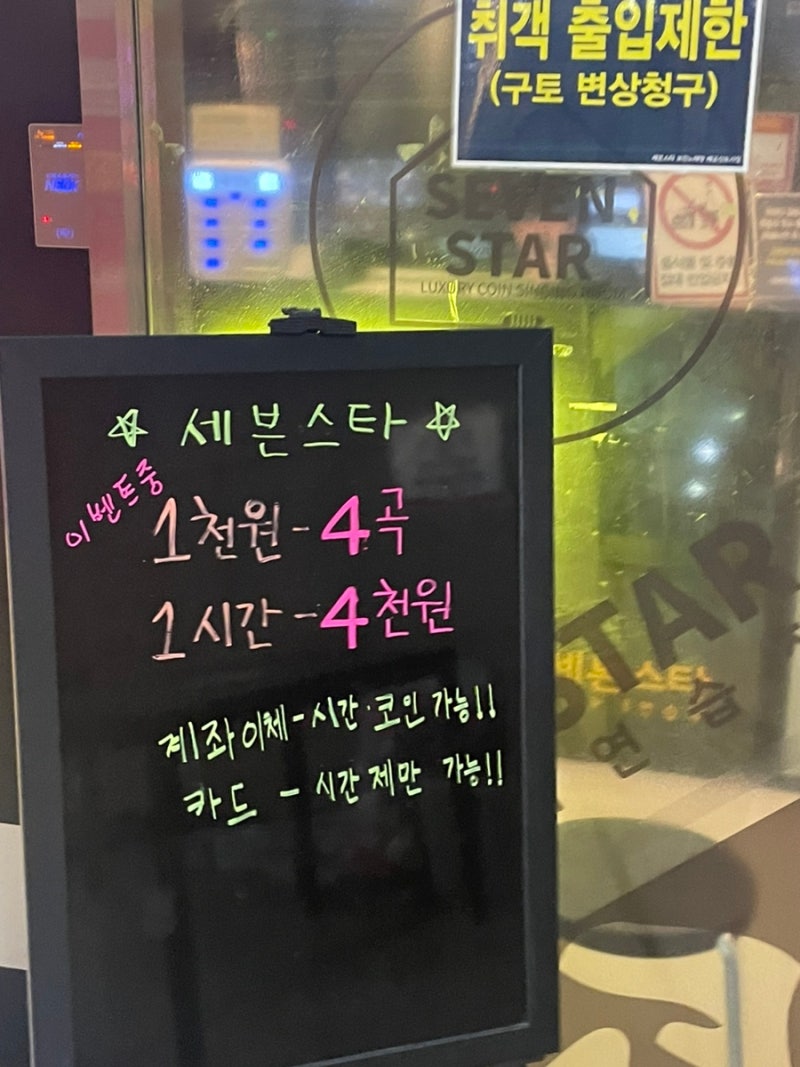 취객 출입제한
(구토 변상청구)
SEVEN
STAR
LUXURY COIN SINGING ROOM
☆ 세븐스타 ☆
이벤트중
1천원-4곡
1시간-4천원
계좌이체-시간·코인 가능!!
카드 - 시간제만 가능!!
STAR
세븐스타
연습